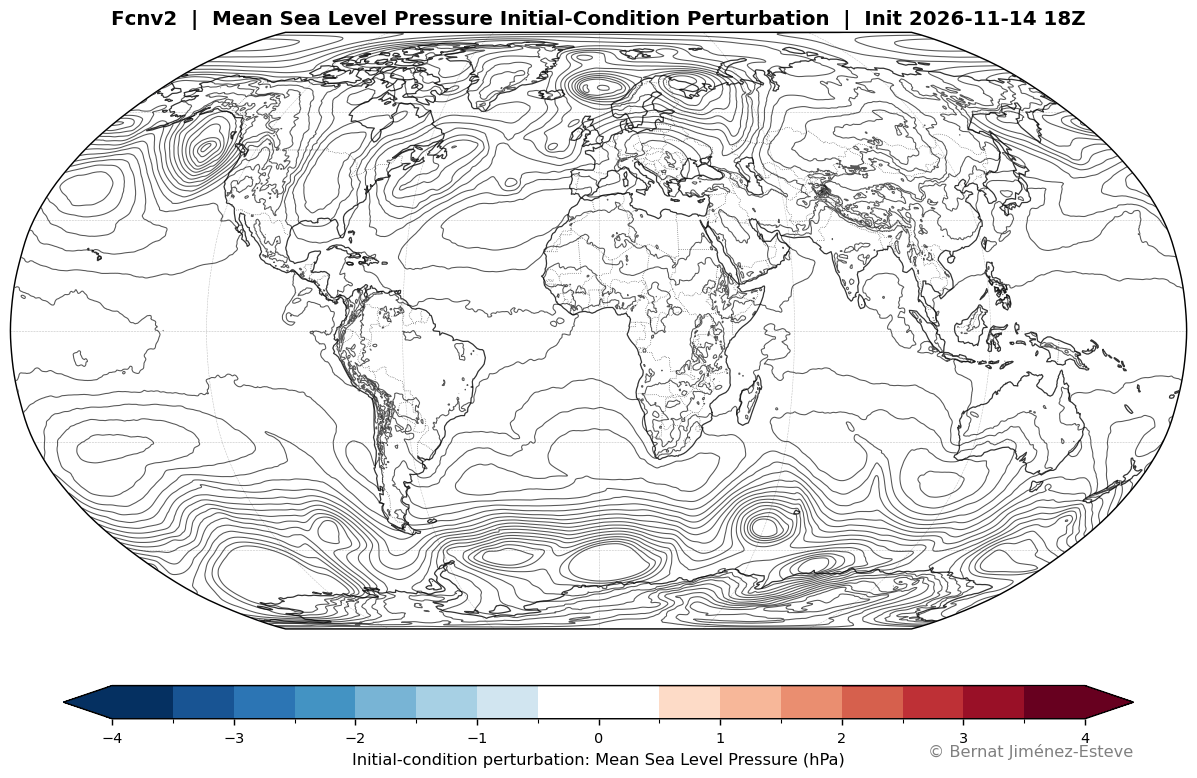 Fcnv2 | Mean Sea Level Pressure Initial-Condition Perturbation | Init 2026-11-14 18Z
−4 −3 −2 −1 0 1 2 3 4
© Bernat Jiménez-Esteve
Initial-condition perturbation: Mean Sea Level Pressure (hPa)